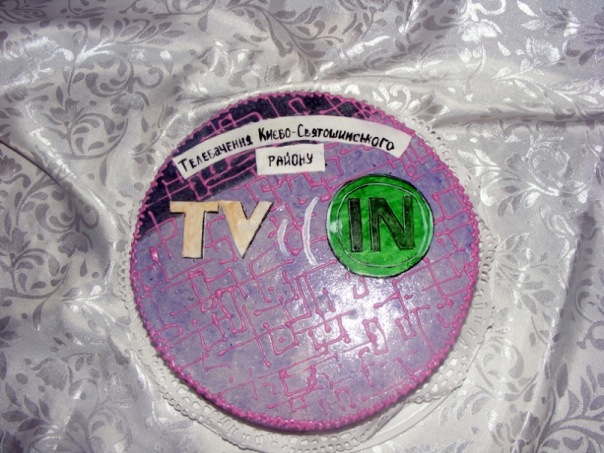 Телебачення Києво-Святошинського
району
TV IN